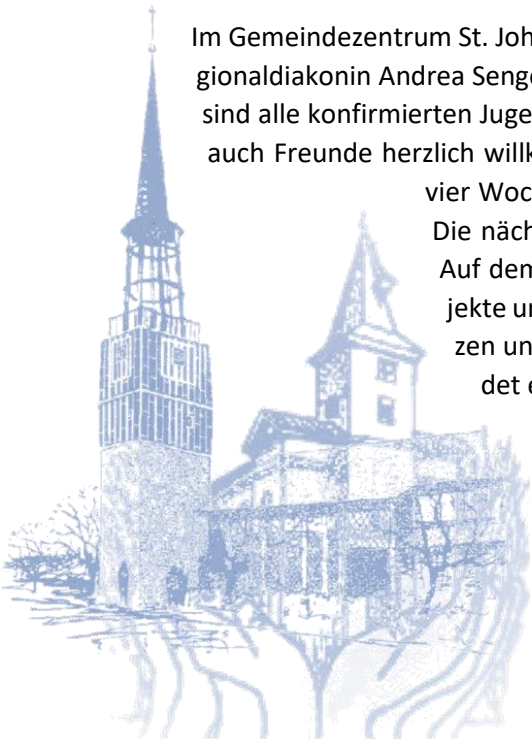 Im Gemeindezentrum St. Joh
gionaldiakonin Andrea Senge
sind alle konfirmierten Juge
auch Freunde herzlich willk
vier Woc
Die näch
Auf dem
jekte un
zen un
det e